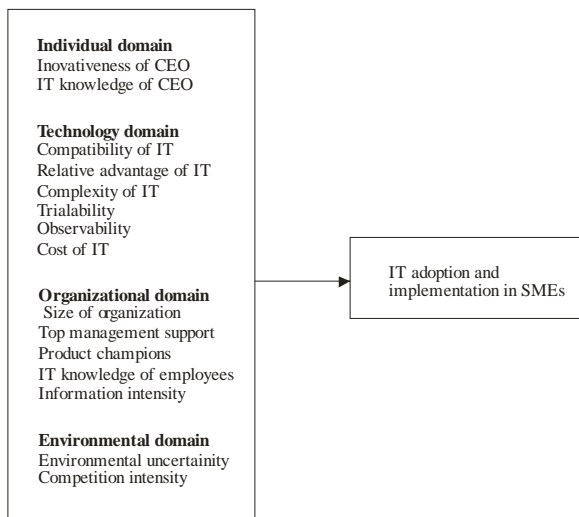 Individual domain
Inovativeness of CEO
IT knowledge of CEO
Technology domain
Compatibility of IT
Relative advantage of IT
Complexity of IT
Trialability
Observability
Cost of IT
Organizational domain
Size of organization
Top management support
Product champions
IT knowledge of employees
Information intensity
Environmental domain
Environmental uncertainity
Competition intensity
IT adoption and
implementation in SMEs